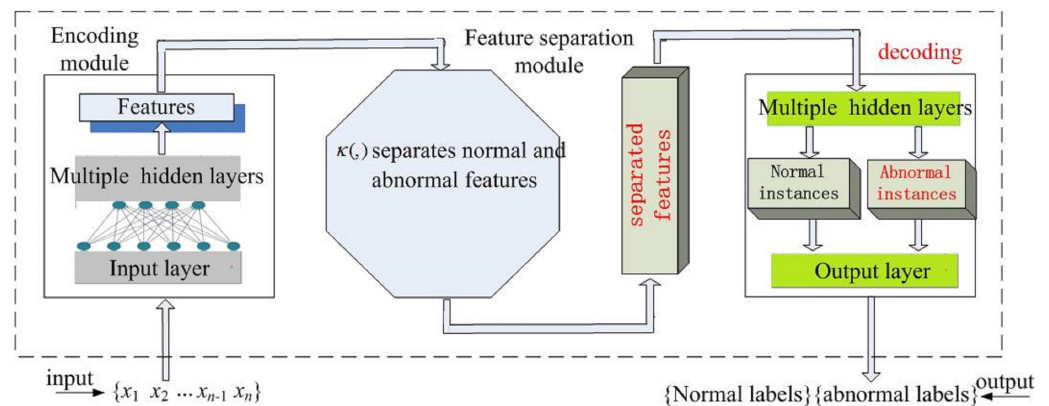 Encoding
module
Features
Multiple hidden layers
Input layer
input
{x1 x2 ... xn-1 xn}
κ(,) separates normal and
abnormal features
Feature separation
module
separated
features
decoding
Multiple hidden layers
Normal
instances
Abnormal
instances
Output layer
{Normal labels}{abnormal labels}
output